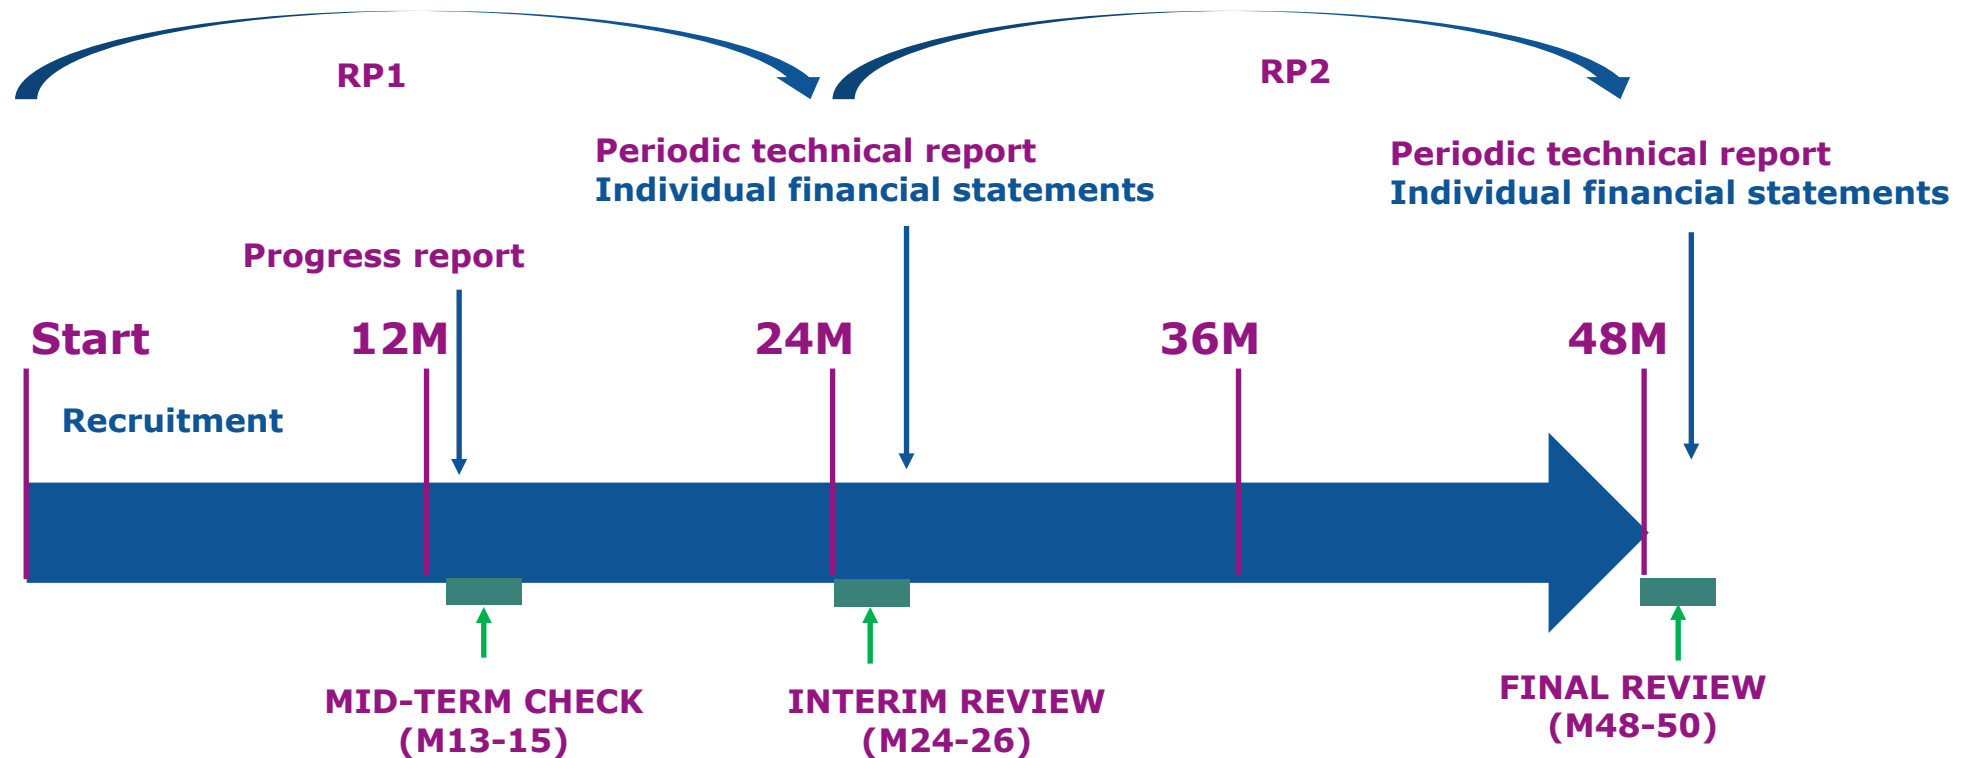 RP1
RP2
Periodic technical report
Individual financial statements
Periodic technical report
Individual financial statements
Progress report
Start
12M
24M
36M
48M
Recruitment
MID-TERM CHECK
(M13-15)
INTERIM REVIEW
(M24-26)
FINAL REVIEW
(M48-50)